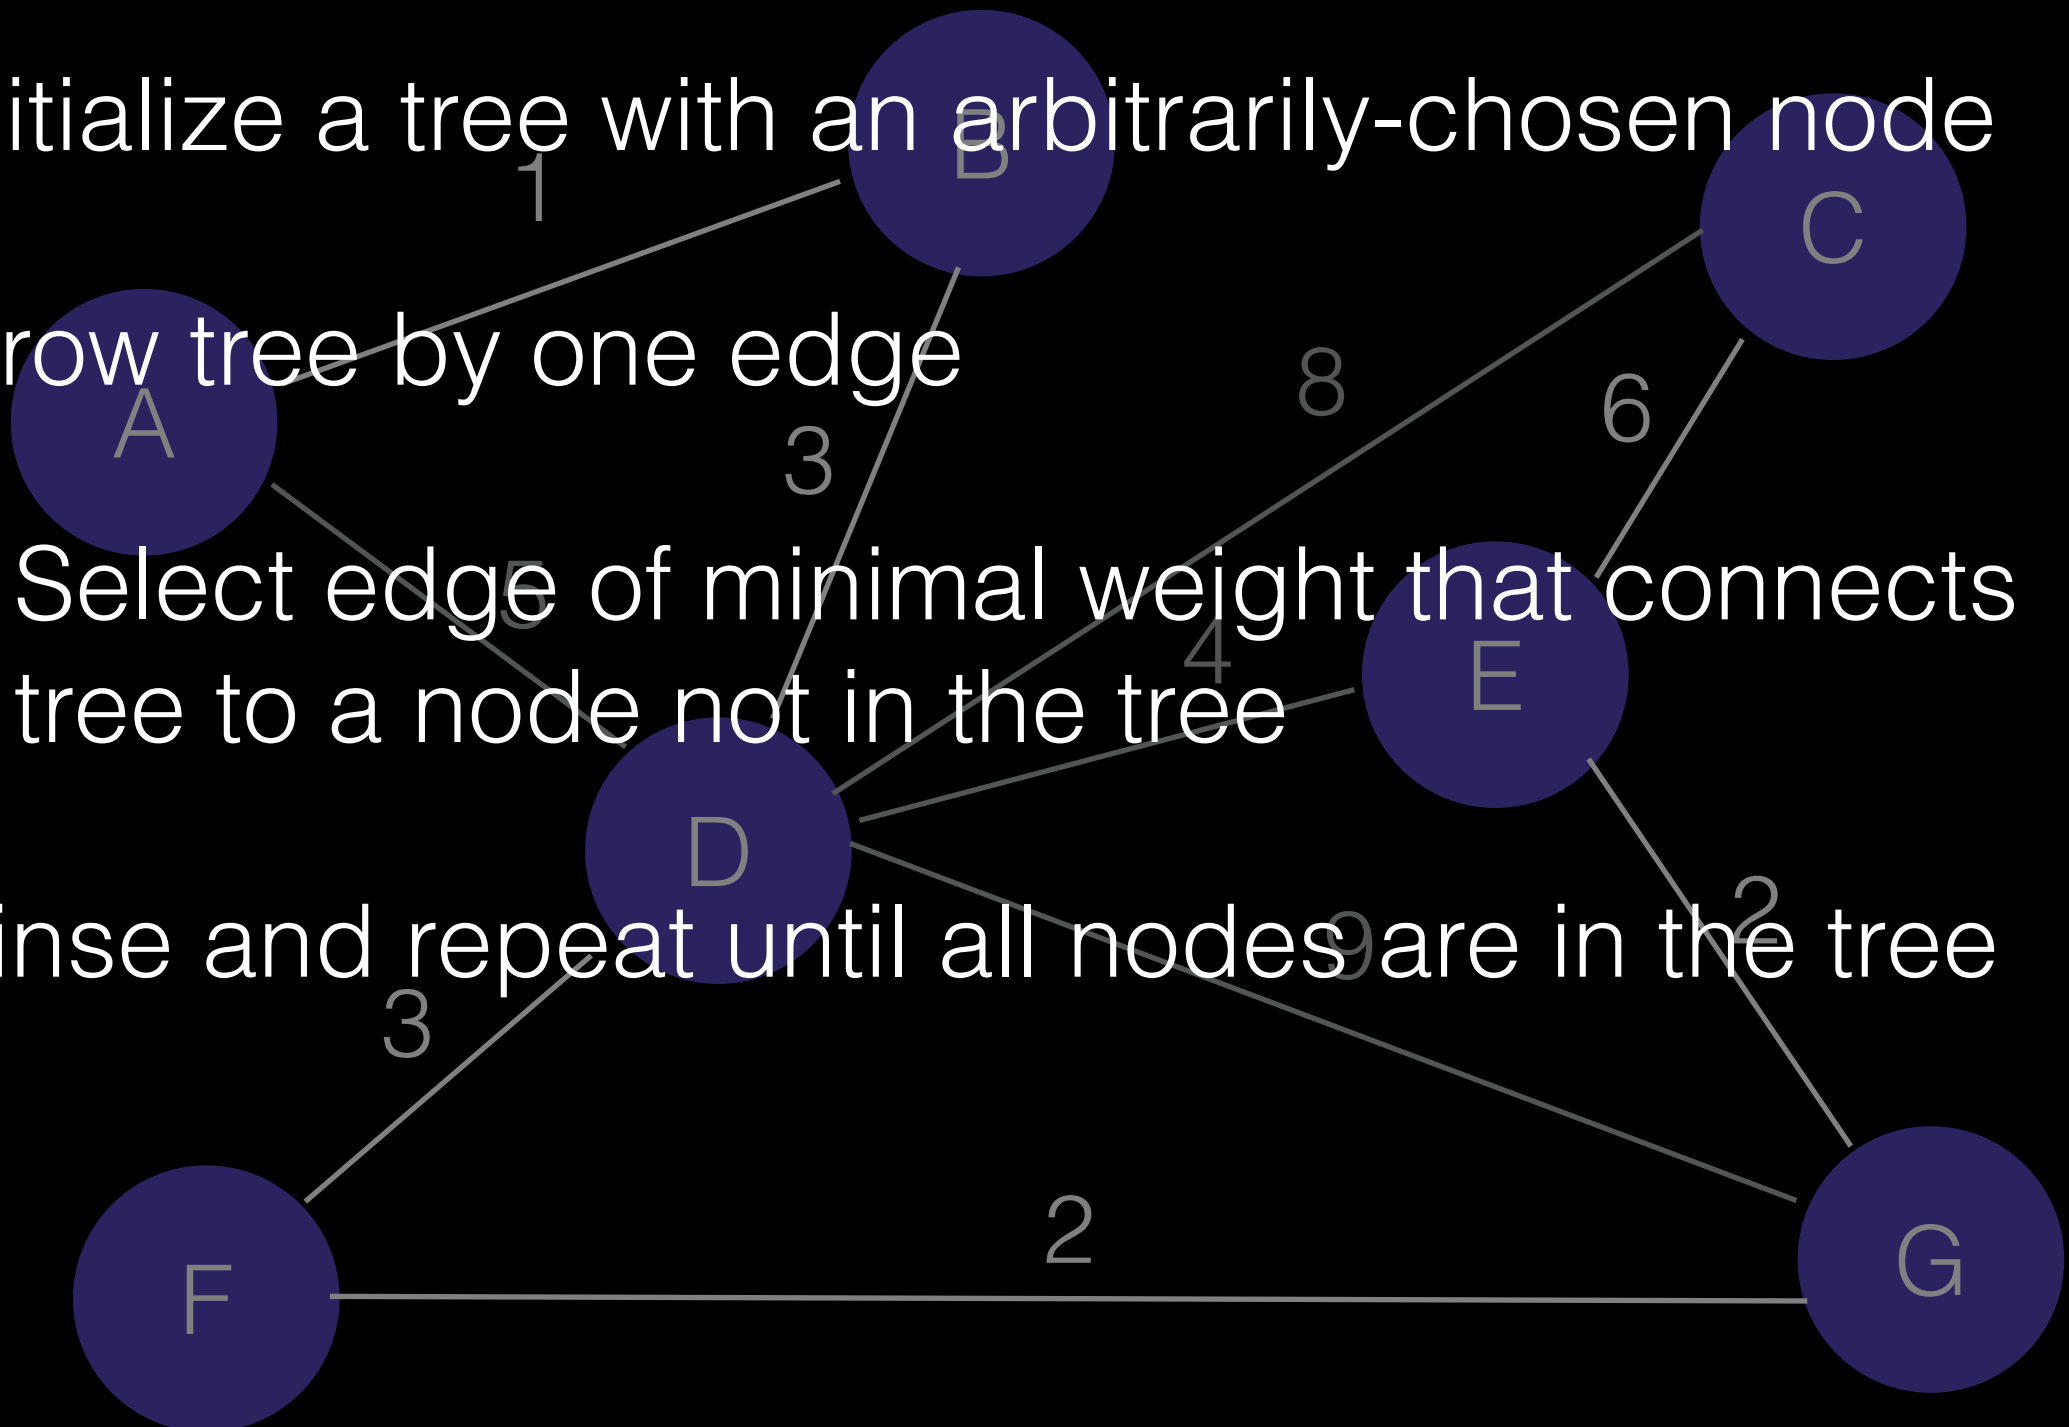 itialize a tree with an arbitrarily-chosen node
1
B
C
row tree by one edge
8
6
A
3
Select edge of minimal weight that connects
5
4
E
tree to a node not in the tree
D
2
inse and repeat until all nodes are in the tree
9
3
2
F
G